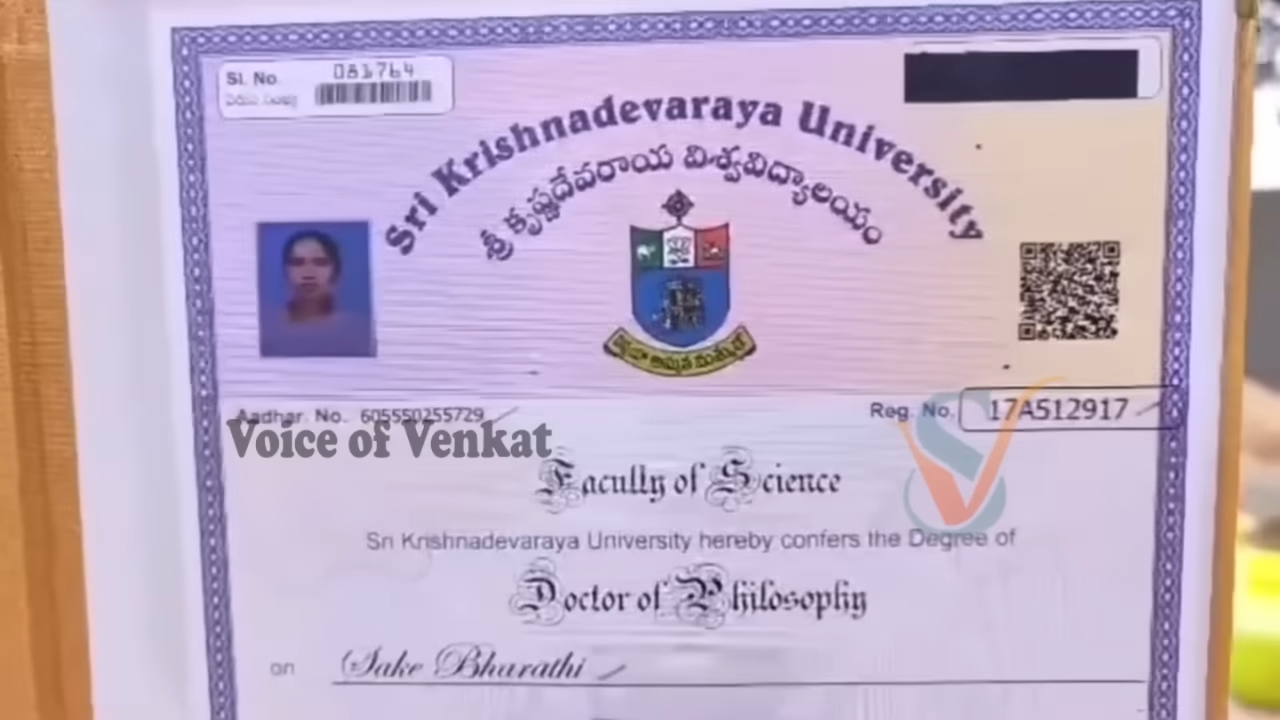 Sl. No. 081764
వరుస సంఖ్య
Sri Krishnadevaraya University
శ్రీ కృష్ణదేవరాయ విశ్వవిద్యాలయం
Aadhar. No. 605550255729
Reg. No. 17A512917
Voice of Venkat
Faculty of Science
Sri Krishnadevaraya University hereby confers the Degree of
Doctor of Philosophy
on Sake Bharathi